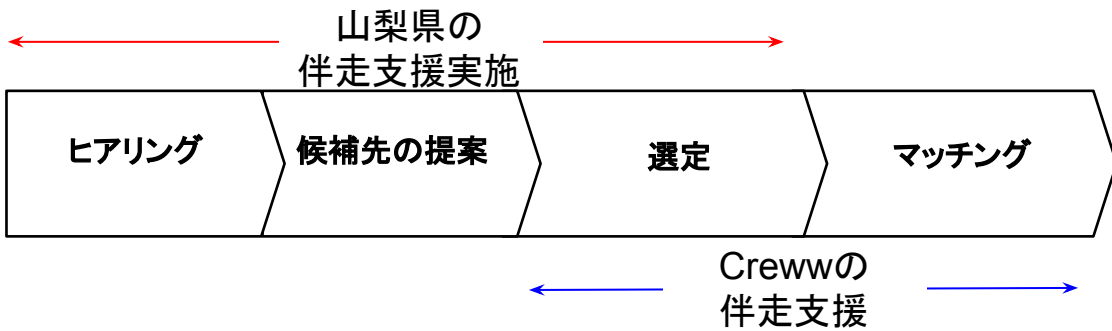 山梨県の
伴走支援実施
ヒアリング
候補先の提案
選定
マッチング
Crewwの
伴走支援